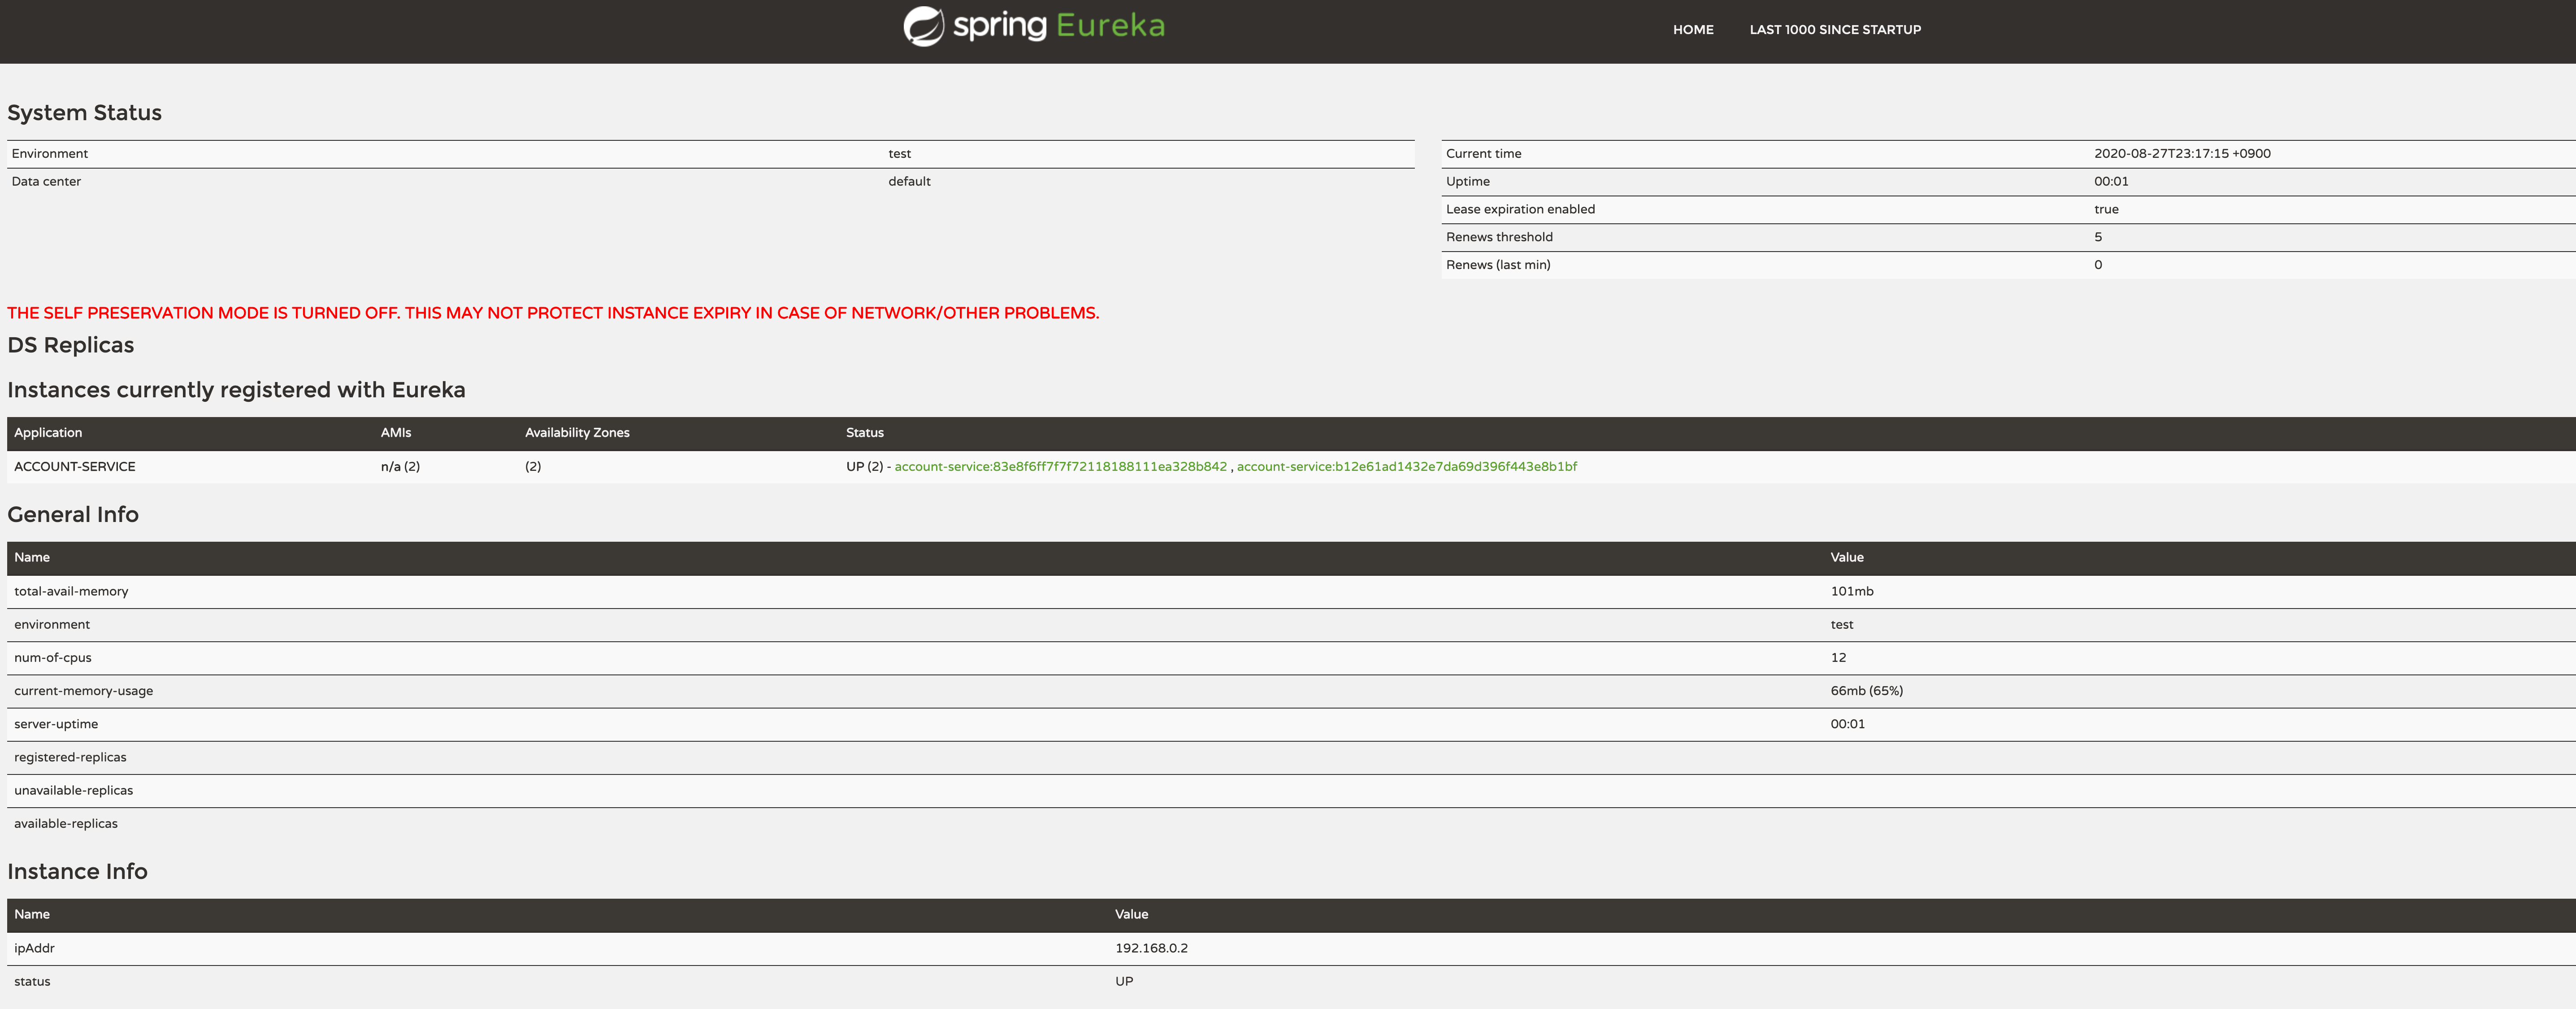 spring Eureka
HOME LAST 1000 SINCE STARTUP
System Status
Environment test
Data center default
Current time 2020-08-27T23:17:15 +0900
Uptime 00:01
Lease expiration enabled true
Renews threshold 5
Renews (last min) 0
THE SELF PRESERVATION MODE IS TURNED OFF. THIS MAY NOT PROTECT INSTANCE EXPIRY IN CASE OF NETWORK/OTHER PROBLEMS.
DS Replicas
Instances currently registered with Eureka
Application AMIs Availability Zones Status
ACCOUNT-SERVICE n/a (2) (2) UP (2) - account-service:83e8f6ff7f7f72118188111ea328b842 , account-service:b12e61ad1432e7da69d396f443e8b1bf
General Info
Name Value
total-avail-memory 101mb
environment test
num-of-cpus 12
current-memory-usage 66mb (65%)
server-uptime 00:01
registered-replicas
unavailable-replicas
available-replicas
Instance Info
Name Value
ipAddr 192.168.0.2
status UP